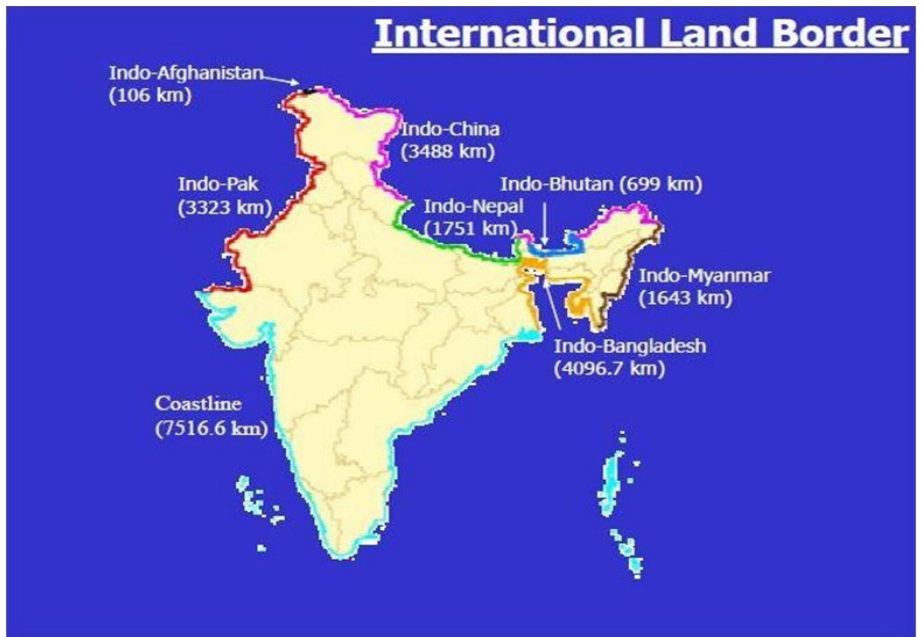 International Land Border
Indo-Afghanistan
(106 km)
Indo-China
(3488 km)
Indo-Pak
(3323 km)
Indo-Bhutan (699 km)
Indo-Nepal
(1751 km)
Indo-Myanmar
(1643 km)
Indo-Bangladesh
(4096.7 km)
Coastline
(7516.6 km)